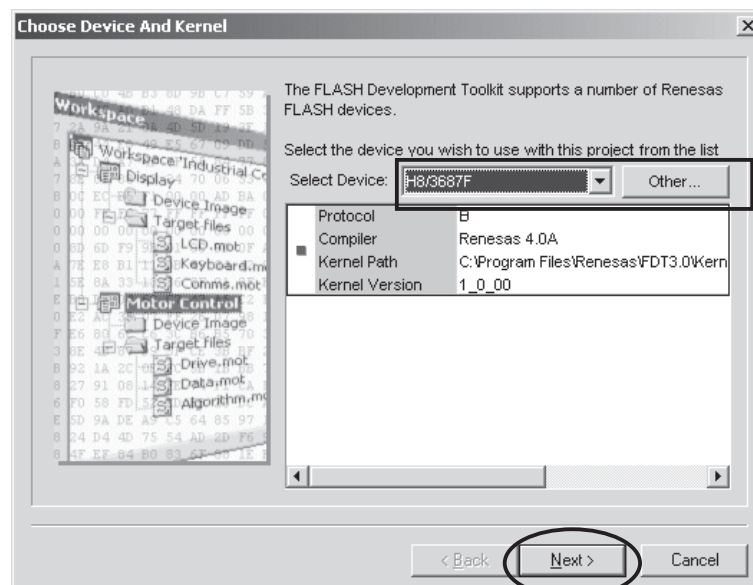 Choose Device And Kernel
The FLASH Development Toolkit supports a number of Renesas
FLASH devices.
Select the device you wish to use with this project from the list
Select Device: H8/3687F Other...
Protocol B
Compiler Renesas 4.0A
Kernel Path C:\Program Files\Renesas\FDT3.0\Kern
Kernel Version 1_0_00
Workspace
Workspace "Industrial Co
Display
Device Image
Target files
LCD.mot
Keyboard.m
Comms.mot
Motor Control
Device Image
Target files
Drive.mot
Data.mot
Algorithm.mo
< Back Next > Cancel